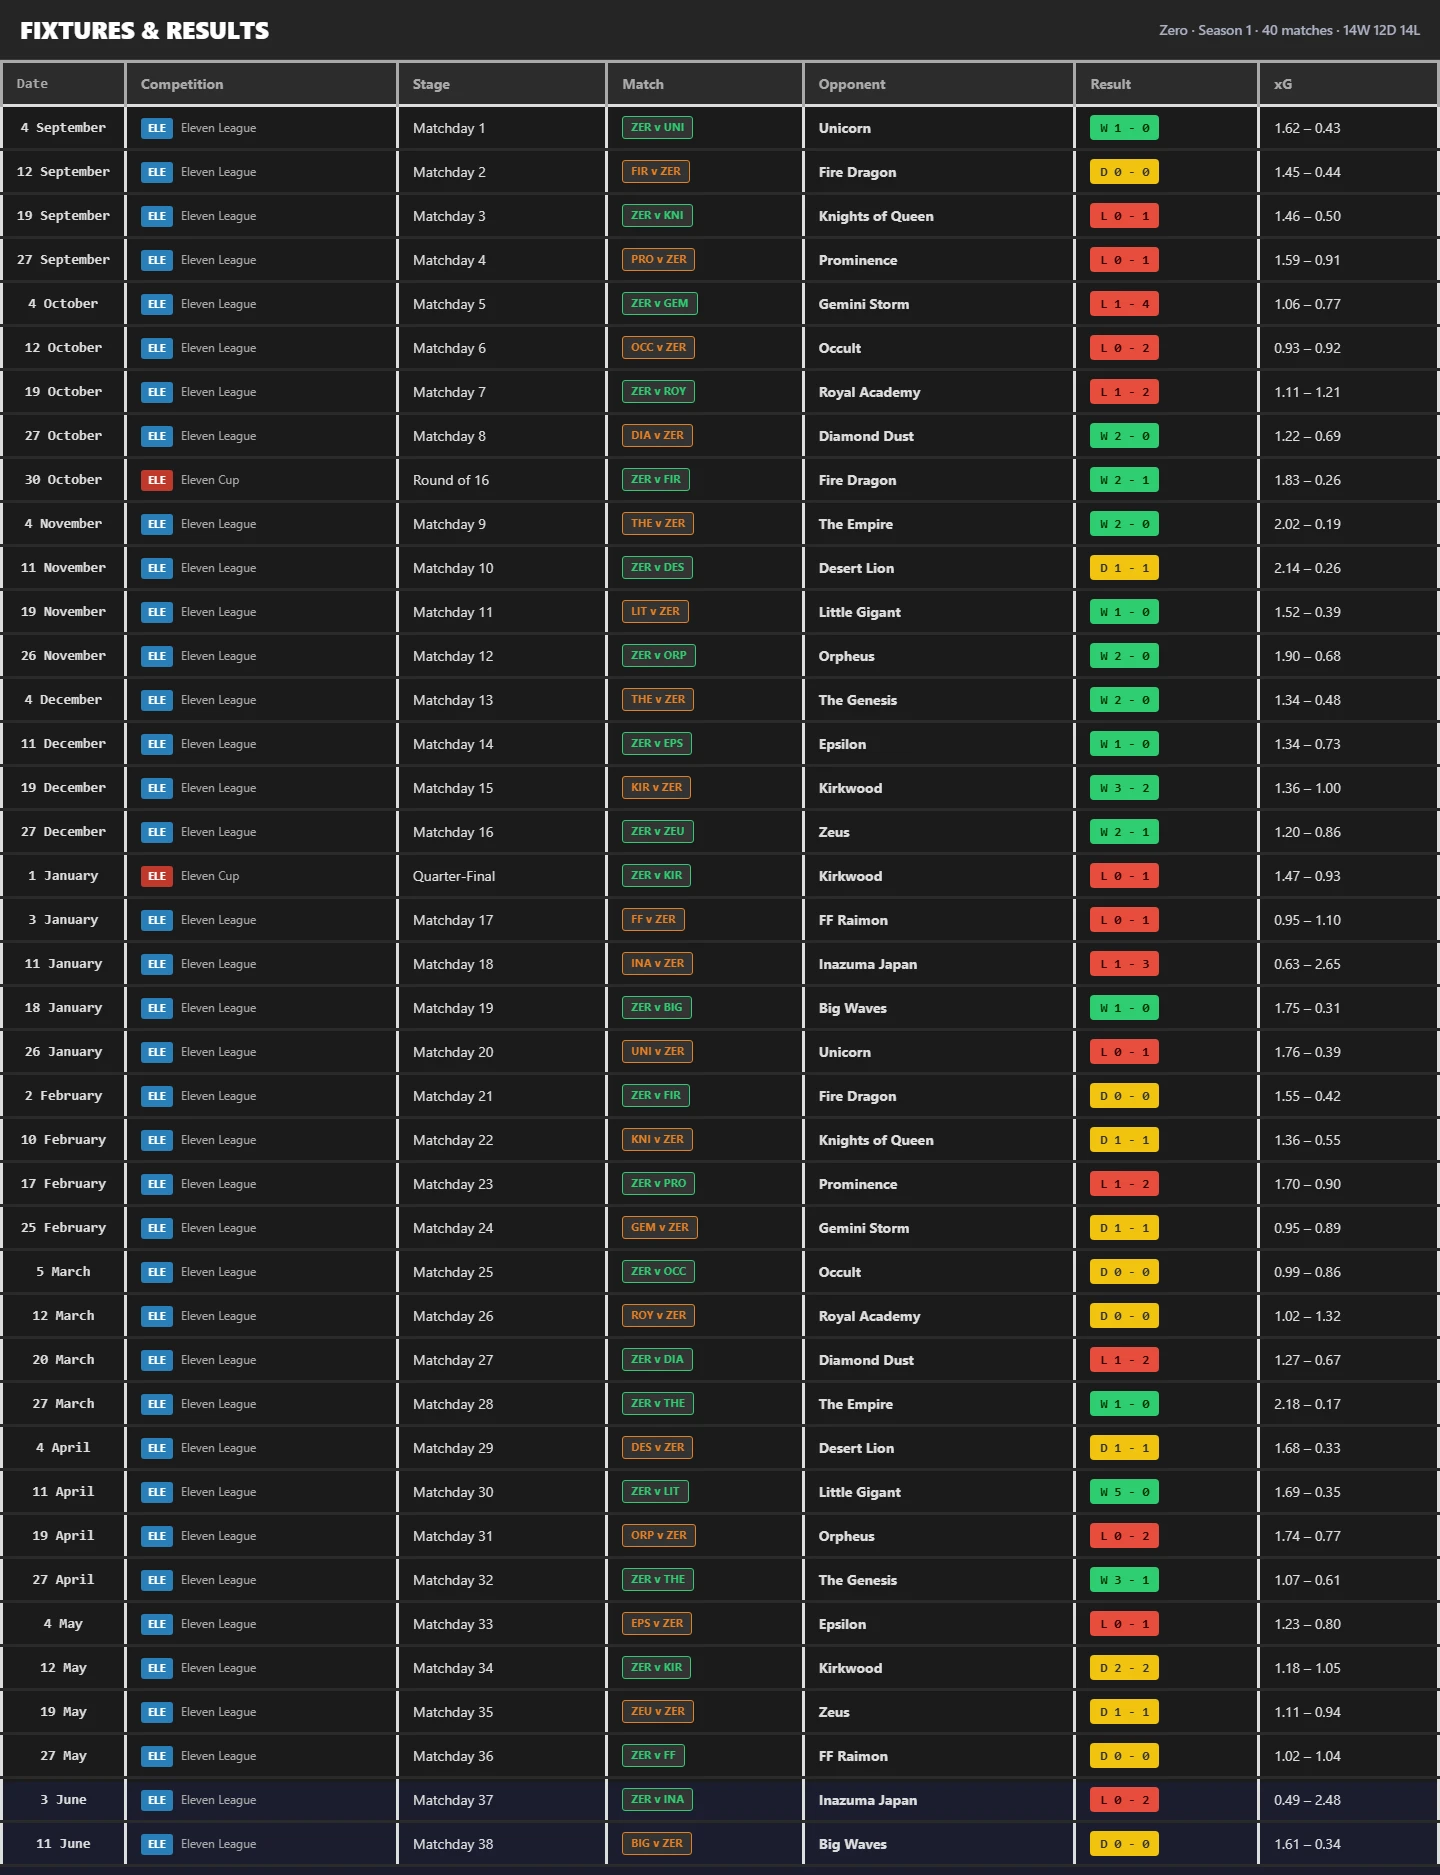 FIXTURES & RESULTS
Zero · Season 1 · 40 matches · 14W 12D 14L
Date Competition Stage Match Opponent Result xG
4 September ELE Eleven League Matchday 1 ZER v UNI Unicorn W 1 - 0 1.62 – 0.43
12 September ELE Eleven League Matchday 2 FIR v ZER Fire Dragon D 0 - 0 1.45 – 0.44
19 September ELE Eleven League Matchday 3 ZER v KNI Knights of Queen L 0 - 1 1.46 – 0.50
27 September ELE Eleven League Matchday 4 PRO v ZER Prominence L 0 - 1 1.59 – 0.91
4 October ELE Eleven League Matchday 5 ZER v GEM Gemini Storm L 1 - 4 1.06 – 0.77
12 October ELE Eleven League Matchday 6 OCC v ZER Occult L 0 - 2 0.93 – 0.92
19 October ELE Eleven League Matchday 7 ZER v ROY Royal Academy L 1 - 2 1.11 – 1.21
27 October ELE Eleven League Matchday 8 DIA v ZER Diamond Dust W 2 - 0 1.22 – 0.69
30 October ELE Eleven Cup Round of 16 ZER v FIR Fire Dragon W 2 - 1 1.83 – 0.26
4 November ELE Eleven League Matchday 9 THE v ZER The Empire W 2 - 0 2.02 – 0.19
11 November ELE Eleven League Matchday 10 ZER v DES Desert Lion D 1 - 1 2.14 – 0.26
19 November ELE Eleven League Matchday 11 LIT v ZER Little Gigant W 1 - 0 1.52 – 0.39
26 November ELE Eleven League Matchday 12 ZER v ORP Orpheus W 2 - 0 1.90 – 0.68
4 December ELE Eleven League Matchday 13 THE v ZER The Genesis W 2 - 0 1.34 – 0.48
11 December ELE Eleven League Matchday 14 ZER v EPS Epsilon W 1 - 0 1.34 – 0.73
19 December ELE Eleven League Matchday 15 KIR v ZER Kirkwood W 3 - 2 1.36 – 1.00
27 December ELE Eleven League Matchday 16 ZER v ZEU Zeus W 2 - 1 1.20 – 0.86
1 January ELE Eleven Cup Quarter-Final ZER v KIR Kirkwood L 0 - 1 1.47 – 0.93
3 January ELE Eleven League Matchday 17 FF v ZER FF Raimon L 0 - 1 0.95 – 1.10
11 January ELE Eleven League Matchday 18 INA v ZER Inazuma Japan L 1 - 3 0.63 – 2.65
18 January ELE Eleven League Matchday 19 ZER v BIG Big Waves W 1 - 0 1.75 – 0.31
26 January ELE Eleven League Matchday 20 UNI v ZER Unicorn L 0 - 1 1.76 – 0.39
2 February ELE Eleven League Matchday 21 ZER v FIR Fire Dragon D 0 - 0 1.55 – 0.42
10 February ELE Eleven League Matchday 22 KNI v ZER Knights of Queen D 1 - 1 1.36 – 0.55
17 February ELE Eleven League Matchday 23 ZER v PRO Prominence L 1 - 2 1.70 – 0.90
25 February ELE Eleven League Matchday 24 GEM v ZER Gemini Storm D 1 - 1 0.95 – 0.89
5 March ELE Eleven League Matchday 25 ZER v OCC Occult D 0 - 0 0.99 – 0.86
12 March ELE Eleven League Matchday 26 ROY v ZER Royal Academy D 0 - 0 1.02 – 1.32
20 March ELE Eleven League Matchday 27 ZER v DIA Diamond Dust L 1 - 2 1.27 – 0.67
27 March ELE Eleven League Matchday 28 ZER v THE The Empire W 1 - 0 2.18 – 0.17
4 April ELE Eleven League Matchday 29 DES v ZER Desert Lion D 1 - 1 1.68 – 0.33
11 April ELE Eleven League Matchday 30 ZER v LIT Little Gigant W 5 - 0 1.69 – 0.35
19 April ELE Eleven League Matchday 31 ORP v ZER Orpheus L 0 - 2 1.74 – 0.77
27 April ELE Eleven League Matchday 32 ZER v THE The Genesis W 3 - 1 1.07 – 0.61
4 May ELE Eleven League Matchday 33 EPS v ZER Epsilon L 0 - 1 1.23 – 0.80
12 May ELE Eleven League Matchday 34 ZER v KIR Kirkwood D 2 - 2 1.18 – 1.05
19 May ELE Eleven League Matchday 35 ZEU v ZER Zeus D 1 - 1 1.11 – 0.94
27 May ELE Eleven League Matchday 36 ZER v FF FF Raimon D 0 - 0 1.02 – 1.04
3 June ELE Eleven League Matchday 37 ZER v INA Inazuma Japan L 0 - 2 0.49 – 2.48
11 June ELE Eleven League Matchday 38 BIG v ZER Big Waves D 0 - 0 1.61 – 0.34